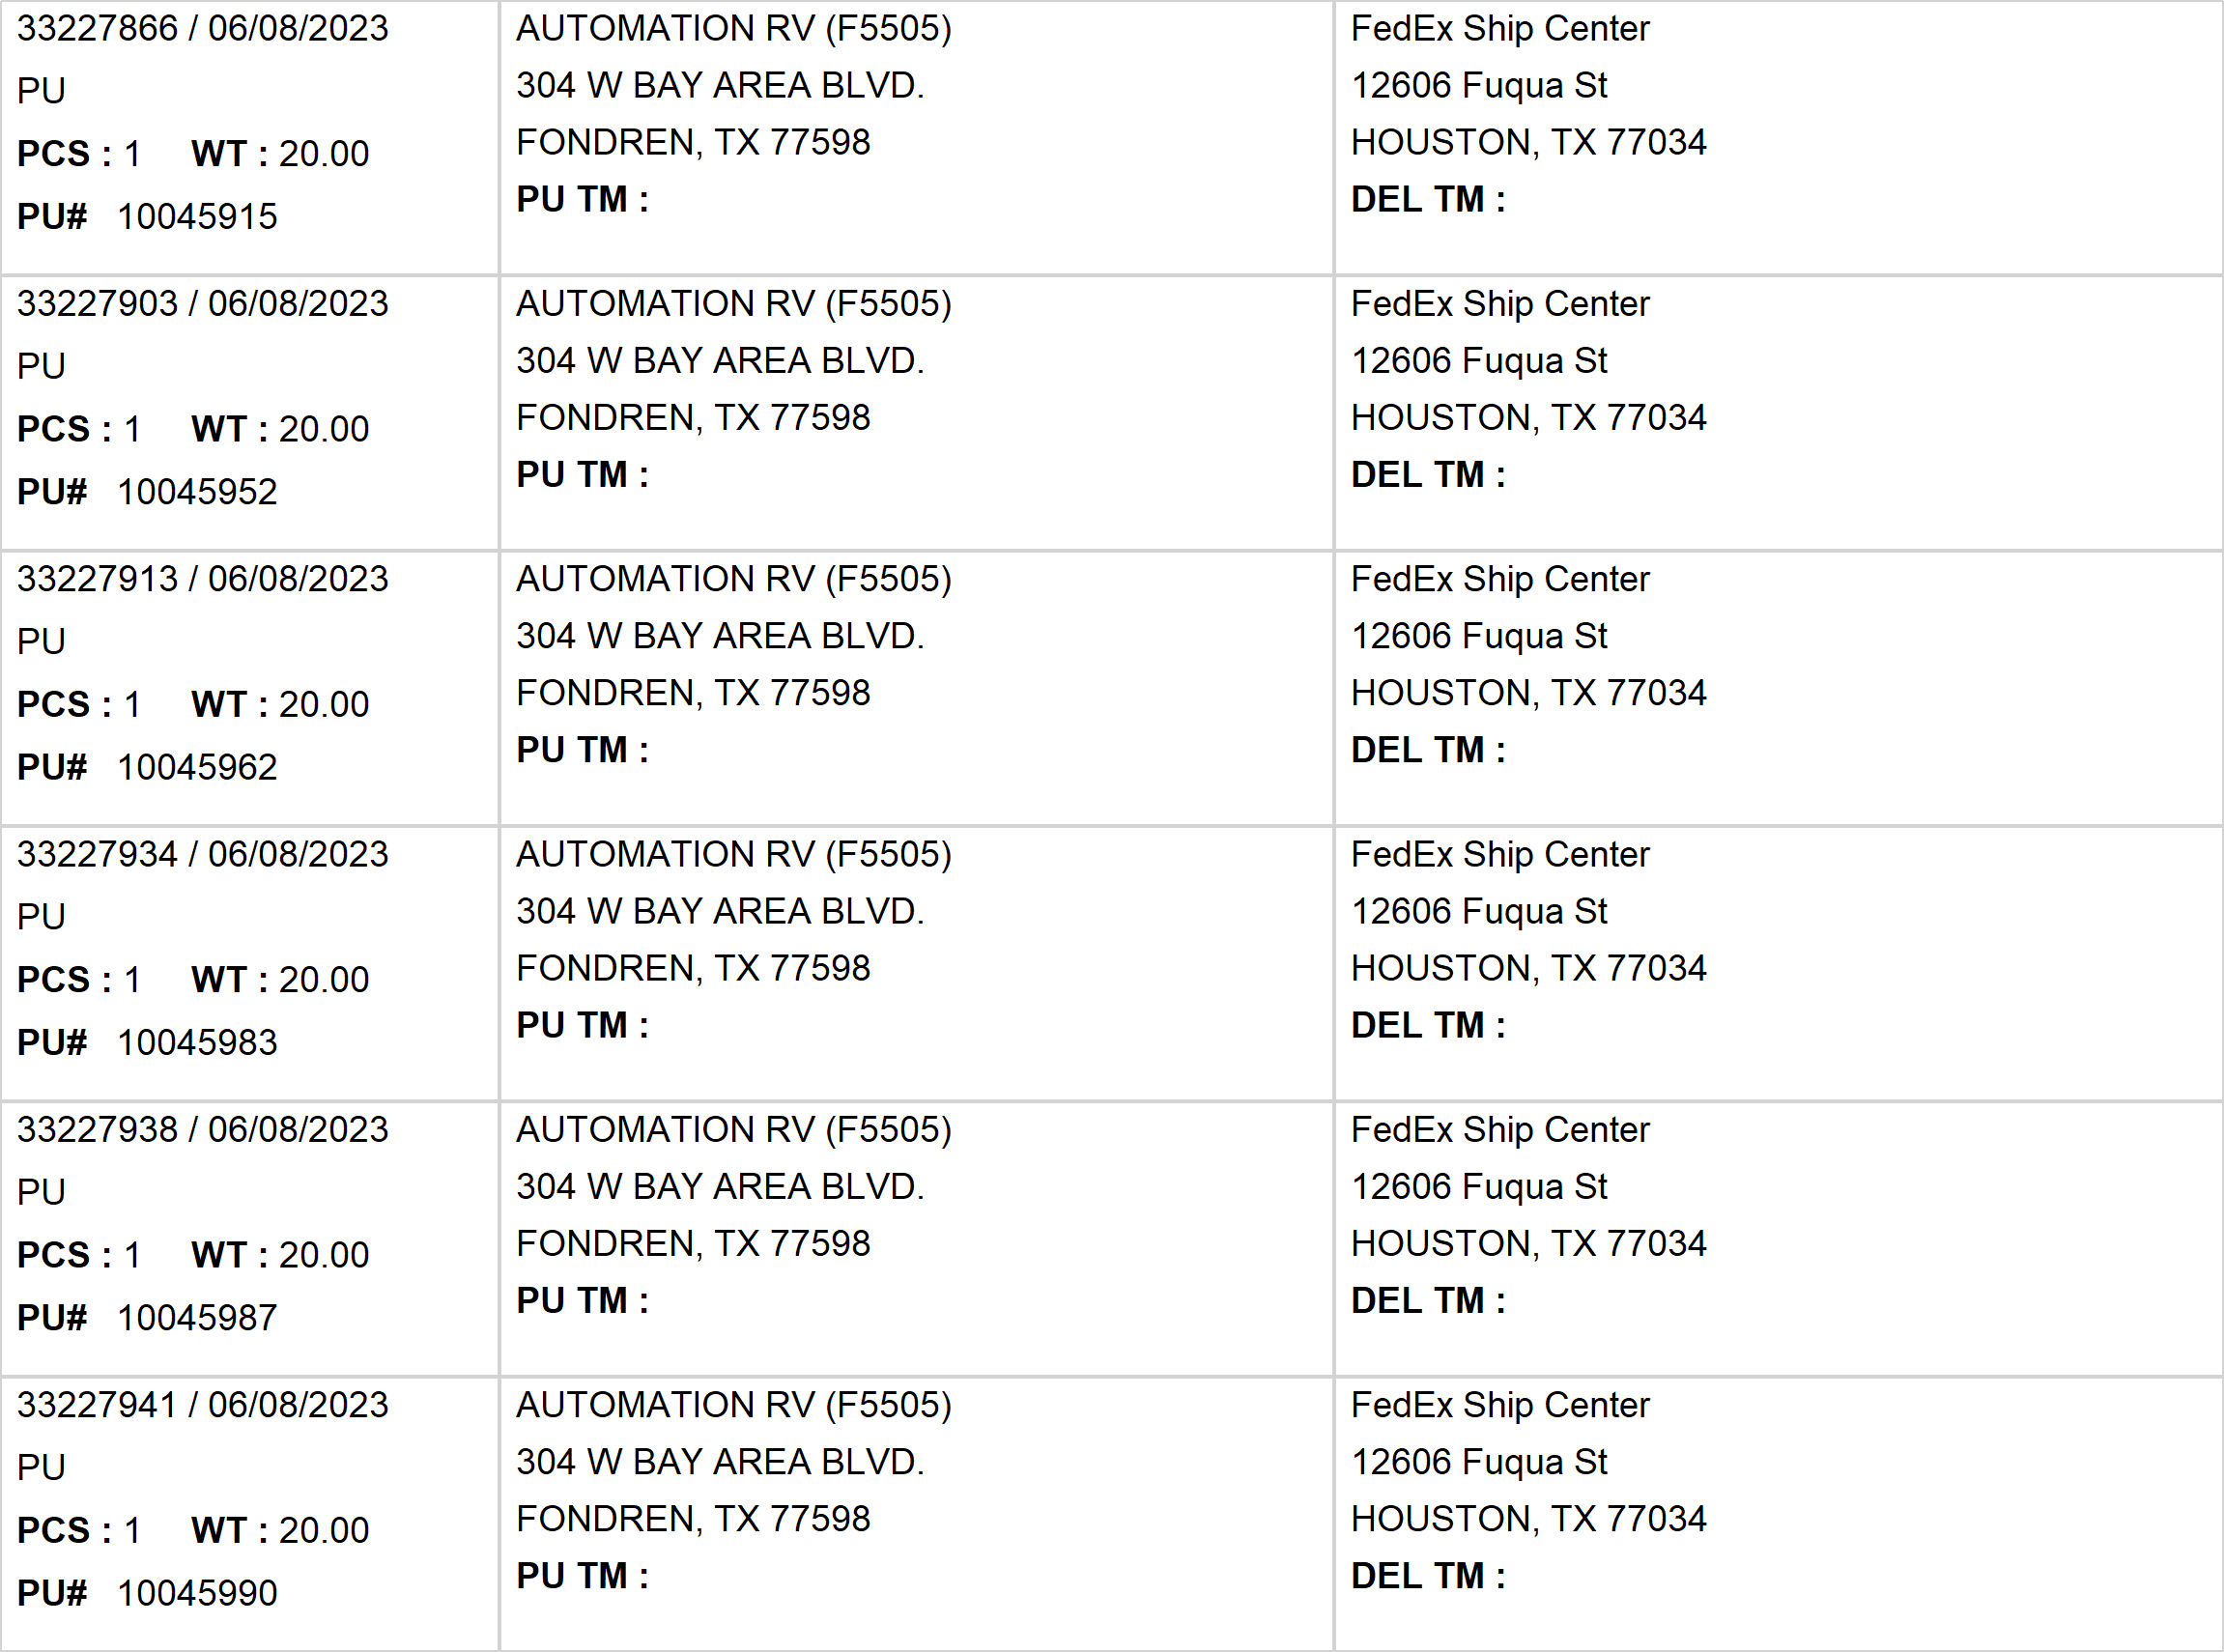 33227866 / 06/08/2023
PU
PCS : 1 WT : 20.00
PU# 10045915
AUTOMATION RV (F5505)
304 W BAY AREA BLVD.
FONDREN, TX 77598
PU TM :
FedEx Ship Center
12606 Fuqua St
HOUSTON, TX 77034
DEL TM :
33227903 / 06/08/2023
PU
PCS : 1 WT : 20.00
PU# 10045952
AUTOMATION RV (F5505)
304 W BAY AREA BLVD.
FONDREN, TX 77598
PU TM :
FedEx Ship Center
12606 Fuqua St
HOUSTON, TX 77034
DEL TM :
33227913 / 06/08/2023
PU
PCS : 1 WT : 20.00
PU# 10045962
AUTOMATION RV (F5505)
304 W BAY AREA BLVD.
FONDREN, TX 77598
PU TM :
FedEx Ship Center
12606 Fuqua St
HOUSTON, TX 77034
DEL TM :
33227934 / 06/08/2023
PU
PCS : 1 WT : 20.00
PU# 10045983
AUTOMATION RV (F5505)
304 W BAY AREA BLVD.
FONDREN, TX 77598
PU TM :
FedEx Ship Center
12606 Fuqua St
HOUSTON, TX 77034
DEL TM :
33227938 / 06/08/2023
PU
PCS : 1 WT : 20.00
PU# 10045987
AUTOMATION RV (F5505)
304 W BAY AREA BLVD.
FONDREN, TX 77598
PU TM :
FedEx Ship Center
12606 Fuqua St
HOUSTON, TX 77034
DEL TM :
33227941 / 06/08/2023
PU
PCS : 1 WT : 20.00
PU# 10045990
AUTOMATION RV (F5505)
304 W BAY AREA BLVD.
FONDREN, TX 77598
PU TM :
FedEx Ship Center
12606 Fuqua St
HOUSTON, TX 77034
DEL TM :